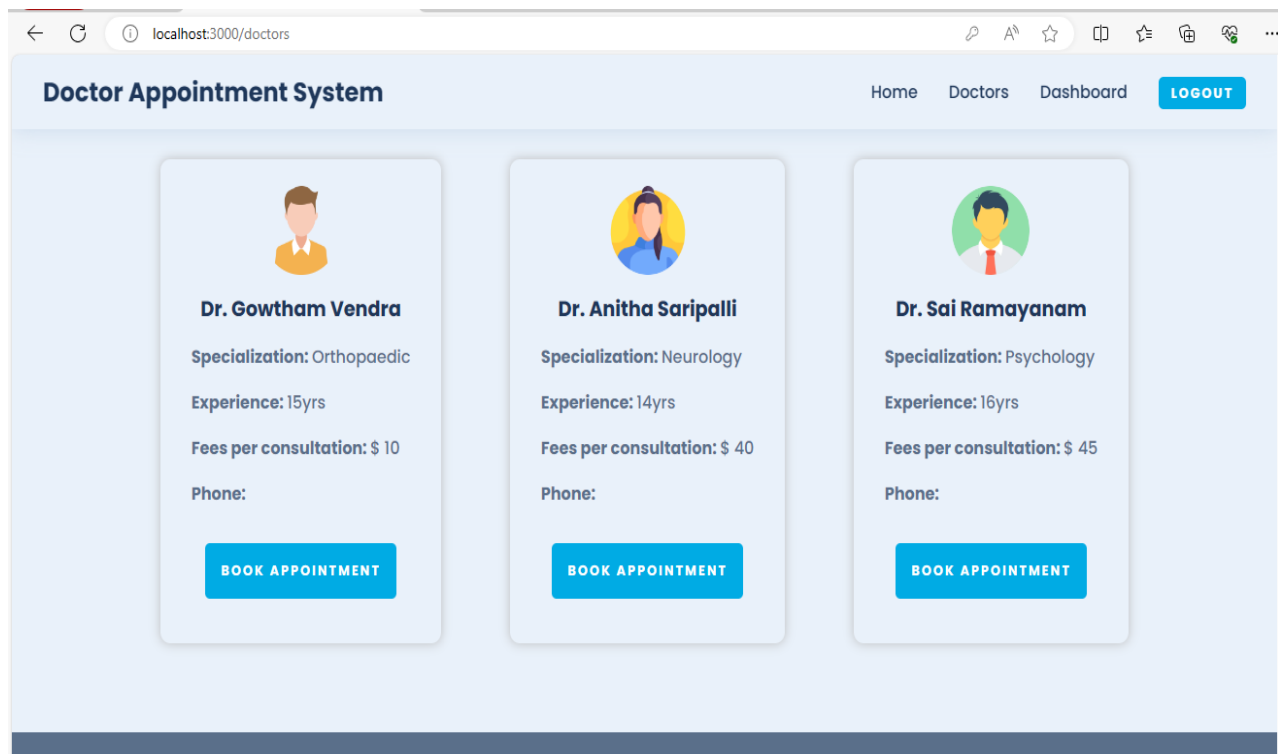 localhost:3000/doctors
Doctor Appointment System
Home Doctors Dashboard LOGOUT
Dr. Gowtham Vendra
Specialization: Orthopaedic
Experience: 15yrs
Fees per consultation: $ 10
Phone:
BOOK APPOINTMENT
Dr. Anitha Saripalli
Specialization: Neurology
Experience: 14yrs
Fees per consultation: $ 40
Phone:
BOOK APPOINTMENT
Dr. Sai Ramayanam
Specialization: Psychology
Experience: 16yrs
Fees per consultation: $ 45
Phone:
BOOK APPOINTMENT